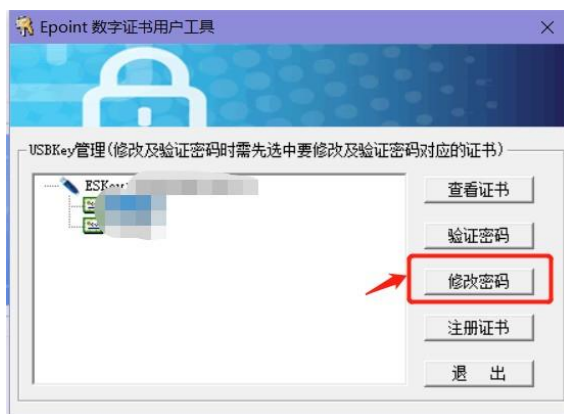 Epoint 数字证书用户工具
USBKey管理(修改及验证密码时需先选中要修改及验证密码对应的证书)
查看证书
验证密码
修改密码
注册证书
退 出